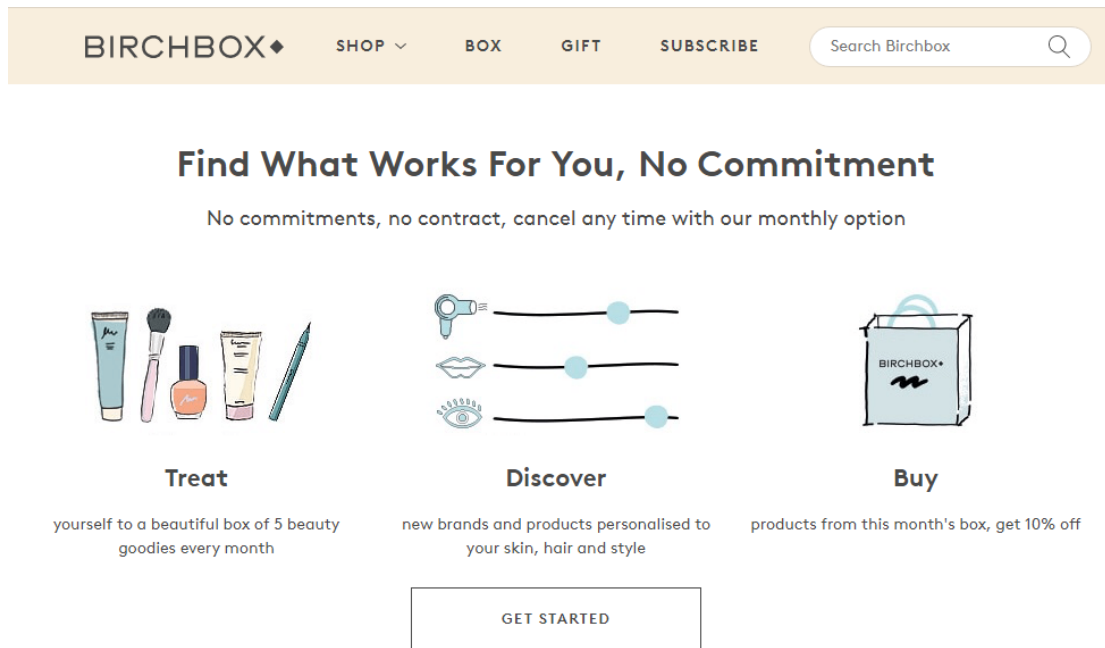 BIRCHBOX SHOP BOX GIFT SUBSCRIBE Search Birchbox
Find What Works For You, No Commitment
No commitments, no contract, cancel any time with our monthly option
BIRCHBOX
Treat
yourself to a beautiful box of 5 beauty
goodies every month
Discover
new brands and products personalised to
your skin, hair and style
Buy
products from this month's box, get 10% off
GET STARTED